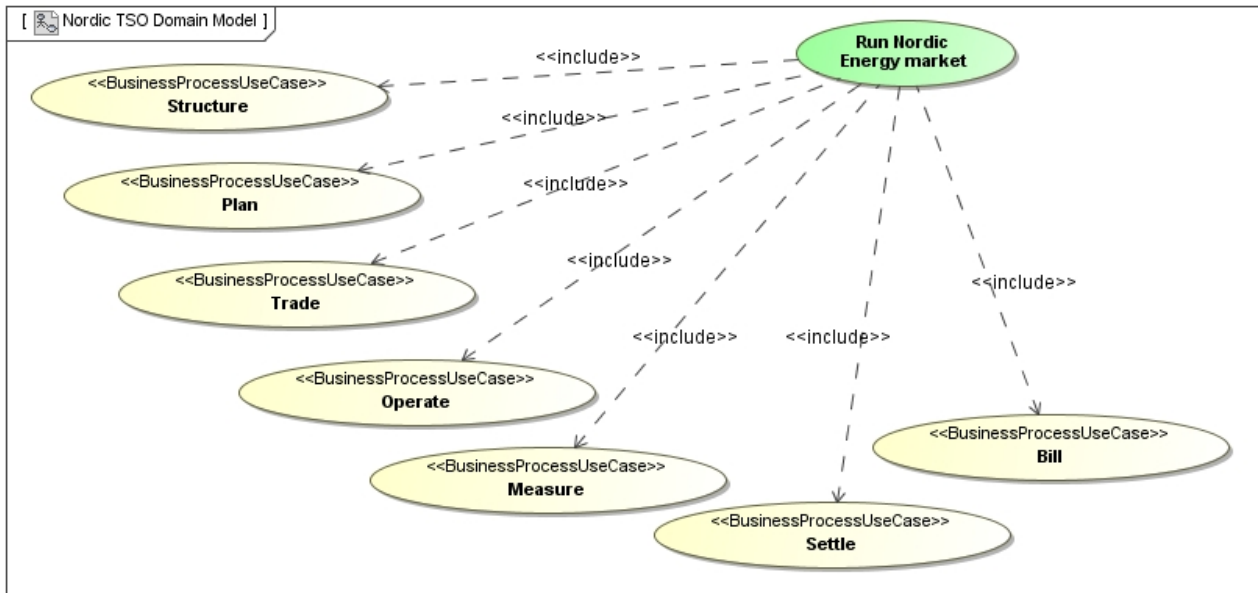 [ Nordic TSO Domain Model ]
Run Nordic
Energy market
<<include>>
<<BusinessProcessUseCase>>
Structure
<<include>>
<<BusinessProcessUseCase>>
Plan
<<include>>
<<BusinessProcessUseCase>>
Trade
<<include>>
<<BusinessProcessUseCase>>
Operate
<<include>>
<<BusinessProcessUseCase>>
Measure
<<include>>
<<BusinessProcessUseCase>>
Settle
<<include>>
<<BusinessProcessUseCase>>
Bill